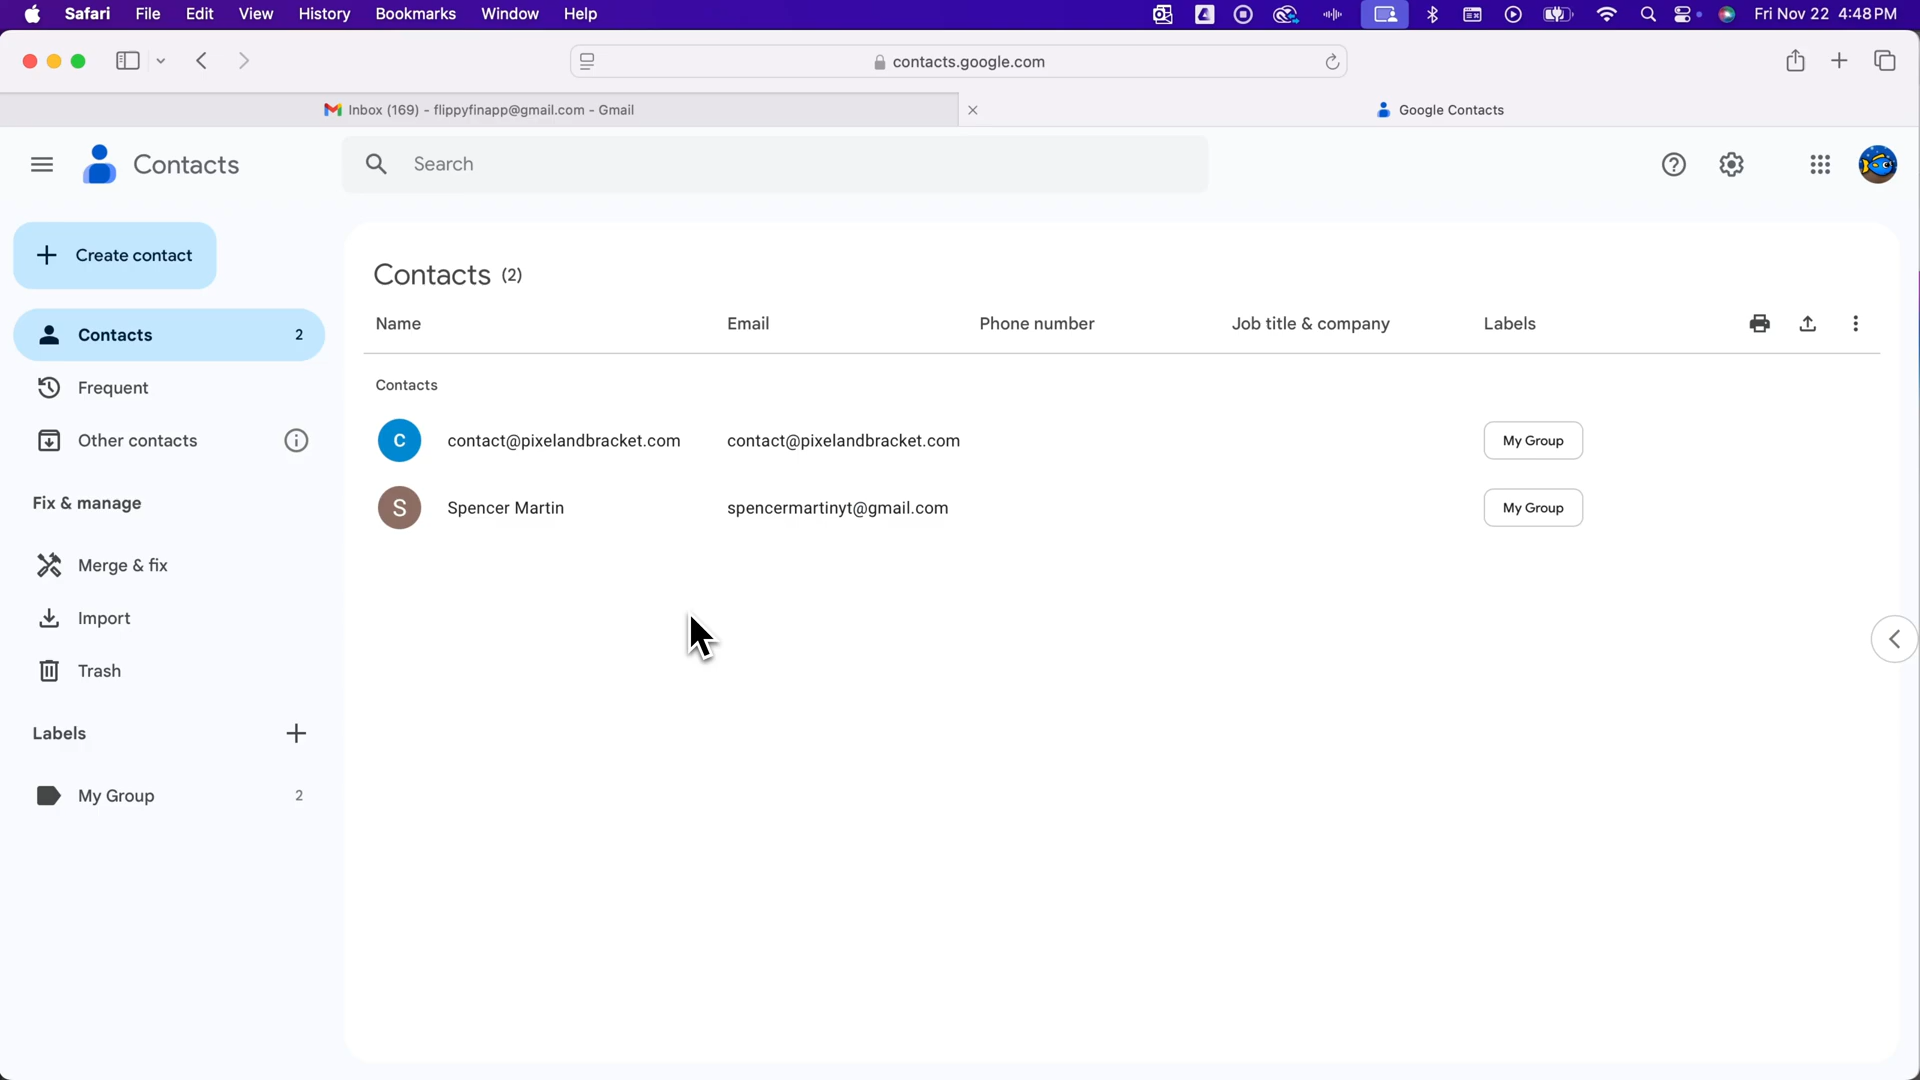 Safari File Edit View History Bookmarks Window Help Fri Nov 22 4:48 PM
contacts.google.com
Inbox (169) - flippyfinapp@gmail.com - Gmail Google Contacts
Contacts Search
Create contact
Contacts (2)
Name Email Phone number Job title & company Labels
Contacts 2
Frequent
Contacts
Other contacts
C contact@pixelandbracket.com contact@pixelandbracket.com My Group
Fix & manage
S Spencer Martin spencermartinyt@gmail.com My Group
Merge & fix
Import
Trash
Labels
My Group 2